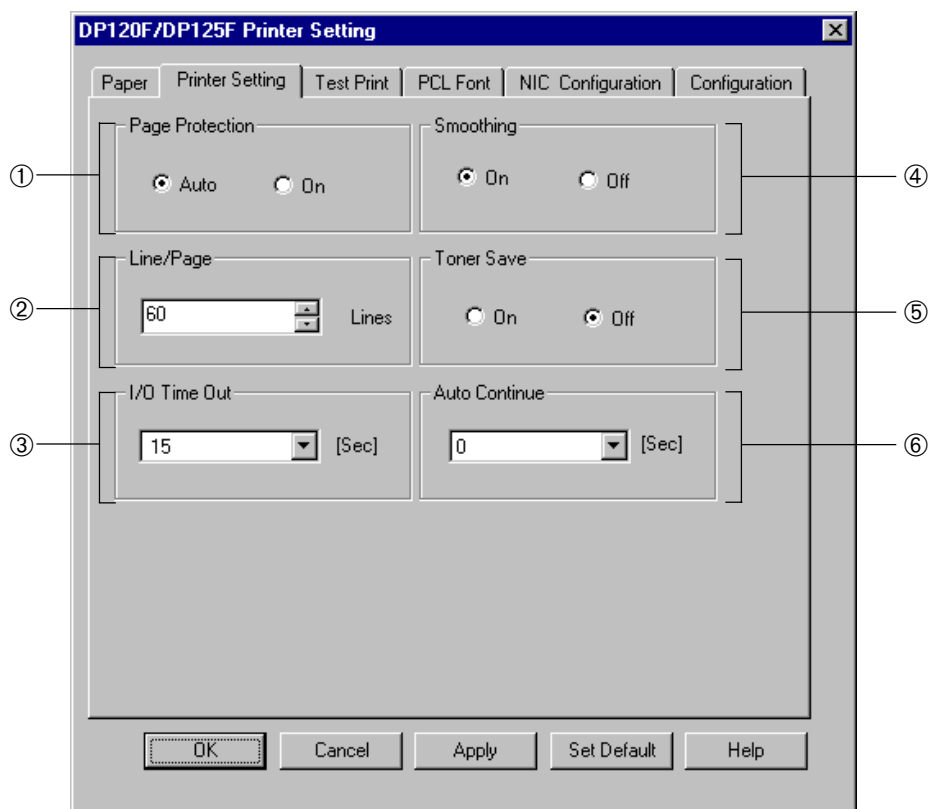 DP120F/DP125F Printer Setting
Paper Printer Setting Test Print PCL Font NIC Configuration Configuration
Page Protection Smoothing
① Auto On On Off ④
Line/Page Toner Save
② 60 Lines On Off ⑤
I/O Time Out Auto Continue
③ 15 [Sec] 0 [Sec] ⑥
OK Cancel Apply Set Default Help